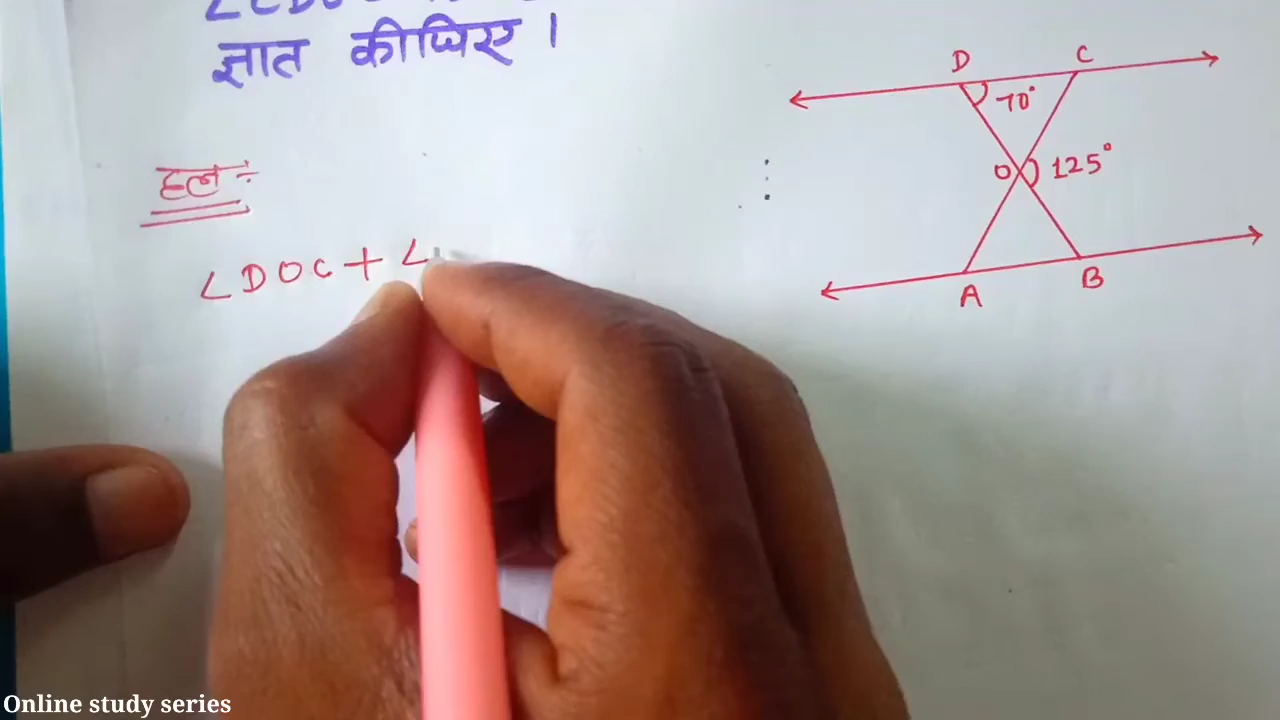 ज्ञात कीजिए ।
D C
70°
O 125°
हल ÷
∠DOC + ∠
A B
Online study series